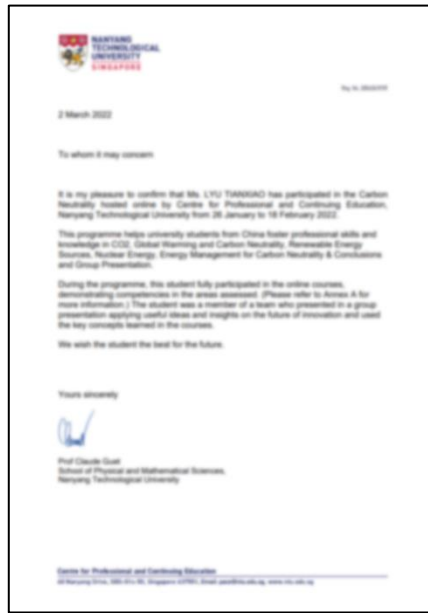 NANYANG
TECHNOLOGICAL
UNIVERSITY
SINGAPORE
2 March 2022
To whom it may concern
It is my pleasure to confirm that Ms. LYU TIANXIAO has participated in the Carbon
Neutrality hosted online by Centre for Professional and Continuing Education,
Nanyang Technological University from 26 January to 18 February 2022.
This programme helps university students from China foster professional skills and
knowledge in CO2, Global Warming and Carbon Neutrality, Renewable Energy
Sources, Nuclear Energy, Energy Management for Carbon Neutrality & Conclusions
and Group Presentation.
During the programme, this student fully participated in the online courses,
demonstrating competencies in the areas assessed. (Please refer to Annex A for
more information.) The student was a member of a team who presented in a group
presentation applying useful ideas and insights on the future of innovation and used
the key concepts learned in the courses.
We wish the student the best for the future.
Yours sincerely
Prof Claude Guet
School of Physical and Mathematical Sciences,
Nanyang Technological University
Centre for Professional and Continuing Education